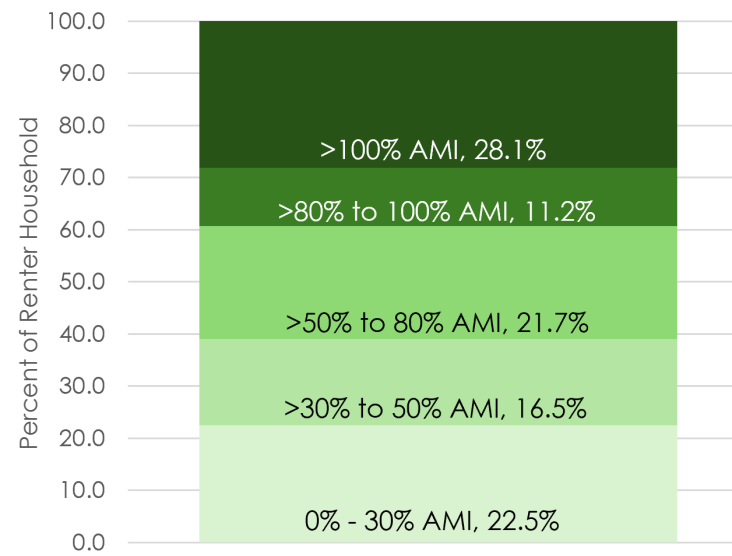 100.0
90.0
80.0
70.0
60.0
50.0
40.0
30.0
20.0
10.0
0.0
Percent of Renter Household
>100% AMI, 28.1%
>80% to 100% AMI, 11.2%
>50% to 80% AMI, 21.7%
>30% to 50% AMI, 16.5%
0% - 30% AMI, 22.5%